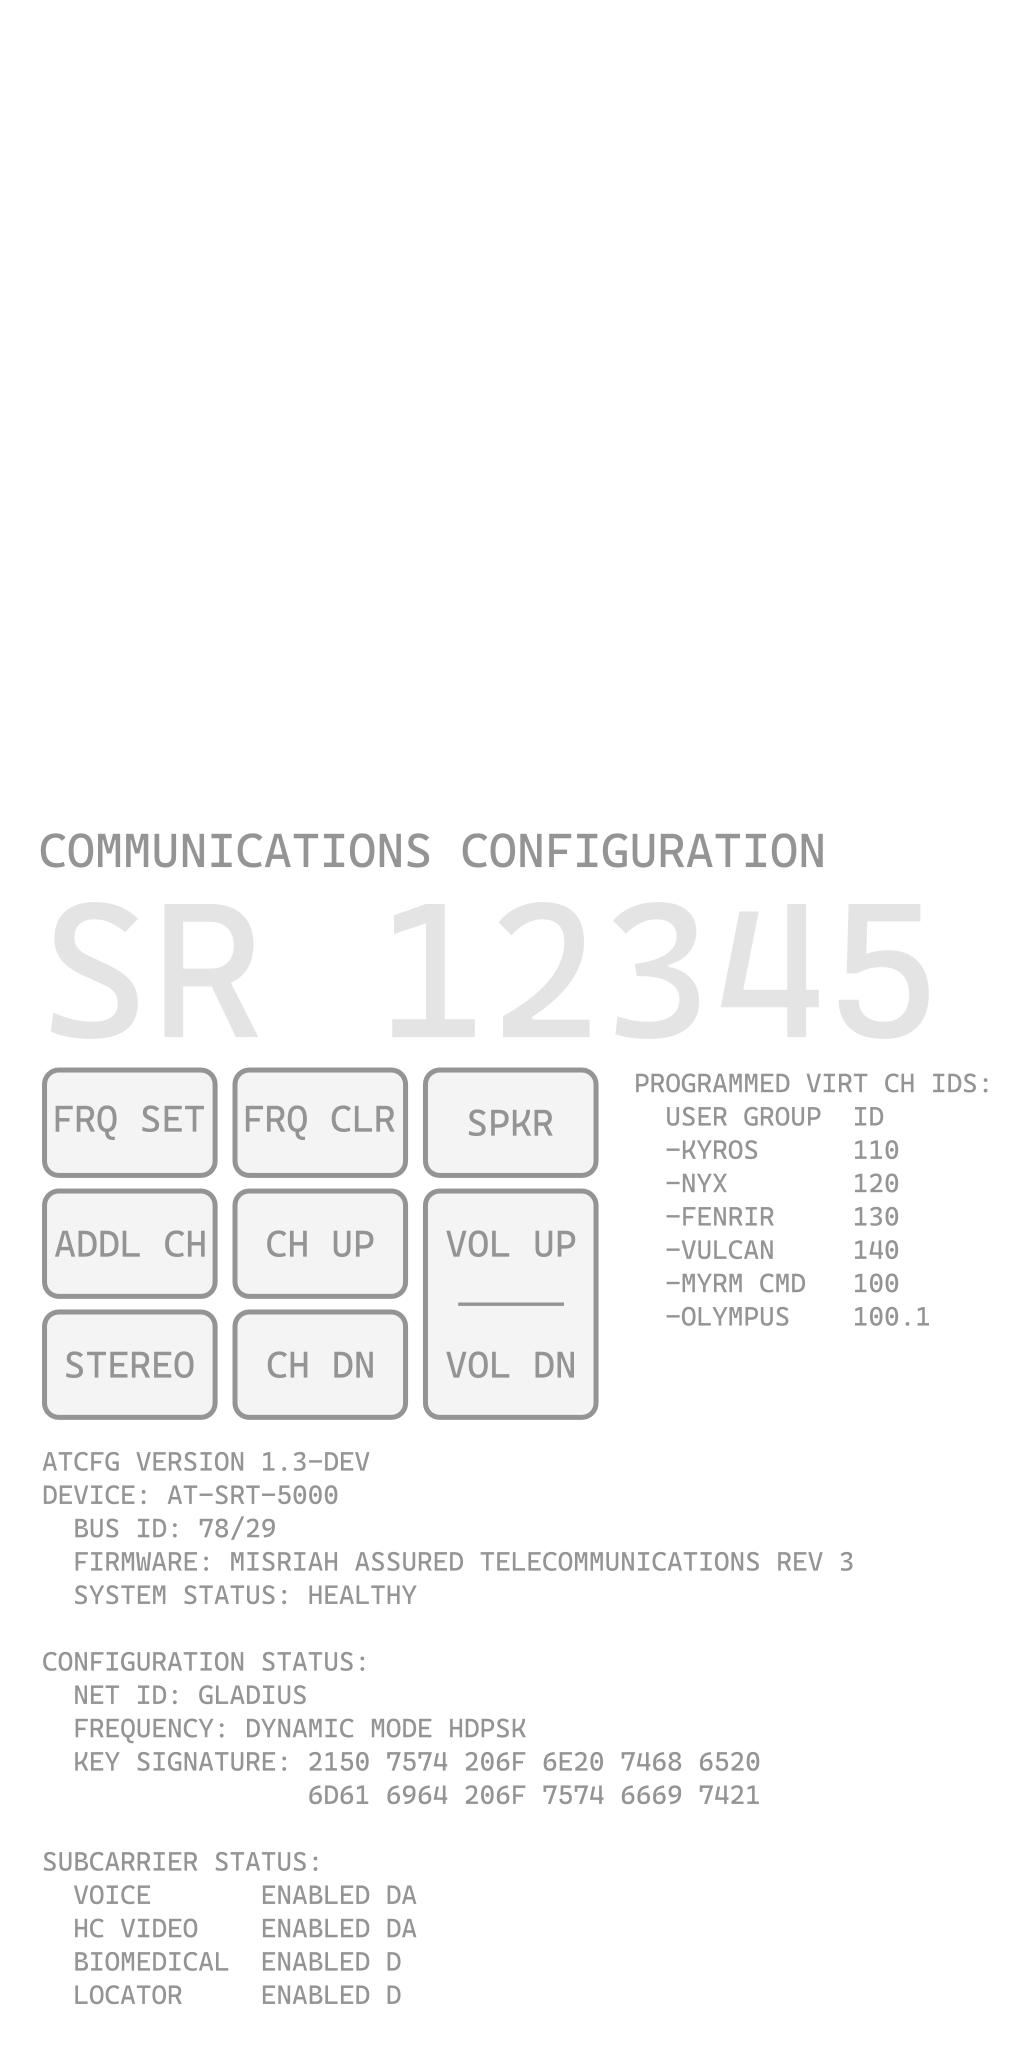 COMMUNICATIONS CONFIGURATION
SR 12345
FRQ SET
FRQ CLR
SPKR
ADDL CH
CH UP
VOL UP
STEREO
CH DN
VOL DN
PROGRAMMED VIRT CH IDS:
USER GROUP ID
-KYROS 110
-NYX 120
-FENRIR 130
-VULCAN 140
-MYRM CMD 100
-OLYMPUS 100.1
ATCFG VERSION 1.3-DEV
DEVICE: AT-SRT-5000
BUS ID: 78/29
FIRMWARE: MISRIAH ASSURED TELECOMMUNICATIONS REV 3
SYSTEM STATUS: HEALTHY
CONFIGURATION STATUS:
NET ID: GLADIUS
FREQUENCY: DYNAMIC MODE HDPSK
KEY SIGNATURE: 2150 7574 206F 6E20 7468 6520
6D61 6964 206F 7574 6669 7421
SUBCARRIER STATUS:
VOICE ENABLED DA
HC VIDEO ENABLED DA
BIOMEDICAL ENABLED D
LOCATOR ENABLED D